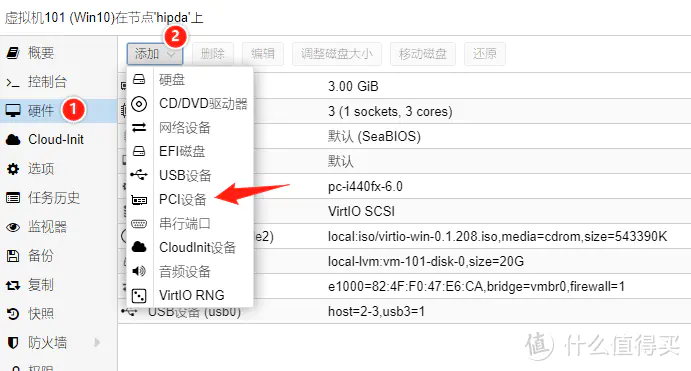 虚拟机101 (Win10)在节点'hipda'上
概要
控制台
硬件
Cloud-Init
选项
任务历史
监视器
备份
复制
快照
防火墙
权限
1
2
添加
删除
编辑
调整磁盘大小
移动磁盘
还原
硬盘
CD/DVD驱动器
网络设备
EFI磁盘
USB设备
PCI设备
串行端口
CloudInit设备
音频设备
VirtIO RNG
3.00 GiB
3 (1 sockets, 3 cores)
默认 (SeaBIOS)
默认
pc-i440fx-6.0
VirtIO SCSI
e2) local:iso/virtio-win-0.1.208.iso,media=cdrom,size=543390K
local-lvm:vm-101-disk-0,size=20G
e1000=82:4F:F0:47:E6:CA,bridge=vmbr0,firewall=1
USB设备 (usb0) host=2-3,usb3=1
值 什么值得买